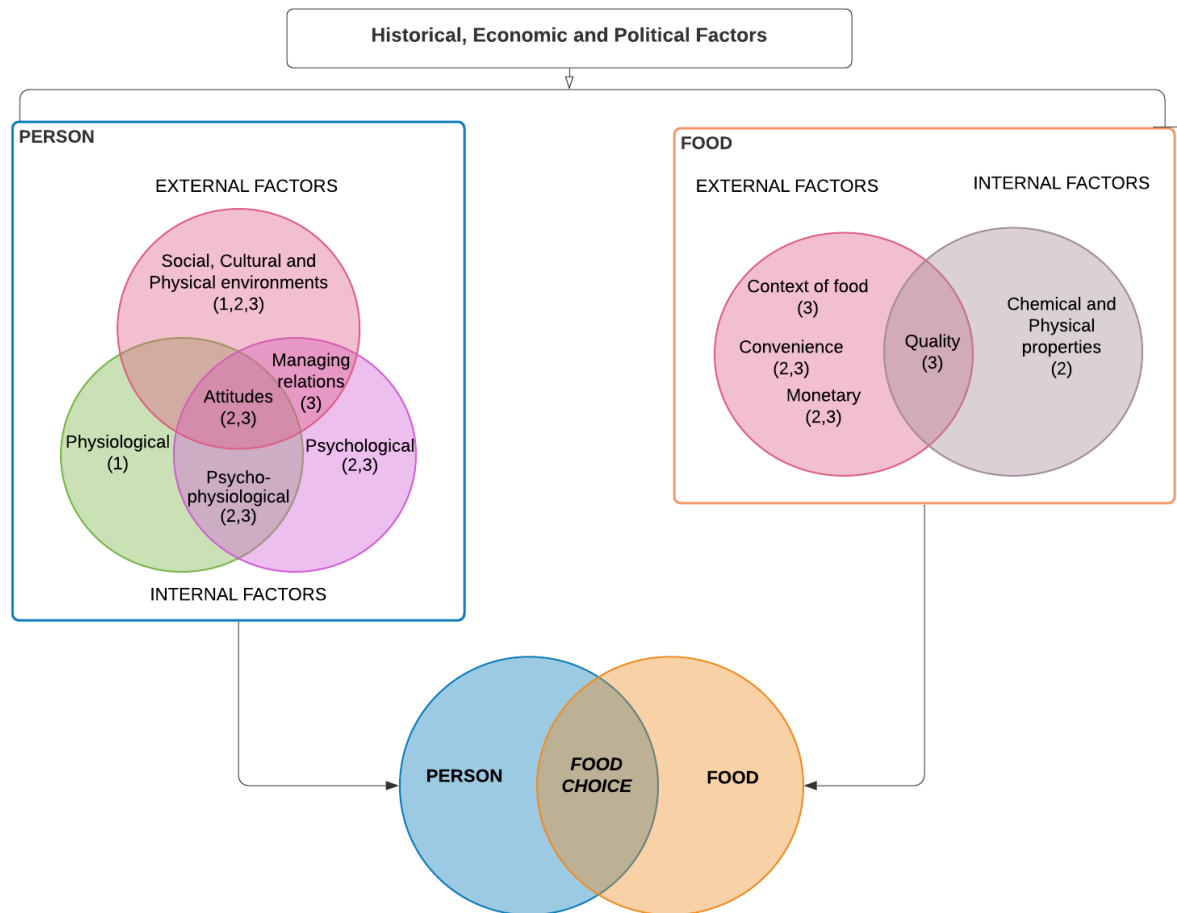 Historical, Economic and Political Factors
PERSON
EXTERNAL FACTORS
Social, Cultural and
Physical environments
(1,2,3)
Managing
relations
(3)
Attitudes
(2,3)
Physiological
(1)
Psychological
(2,3)
Psycho-
physiological
(2,3)
INTERNAL FACTORS
FOOD
EXTERNAL FACTORS
INTERNAL FACTORS
Context of food
(3)
Convenience
(2,3)
Monetary
(2,3)
Quality
(3)
Chemical and
Physical
properties
(2)
PERSON
FOOD
CHOICE
FOOD